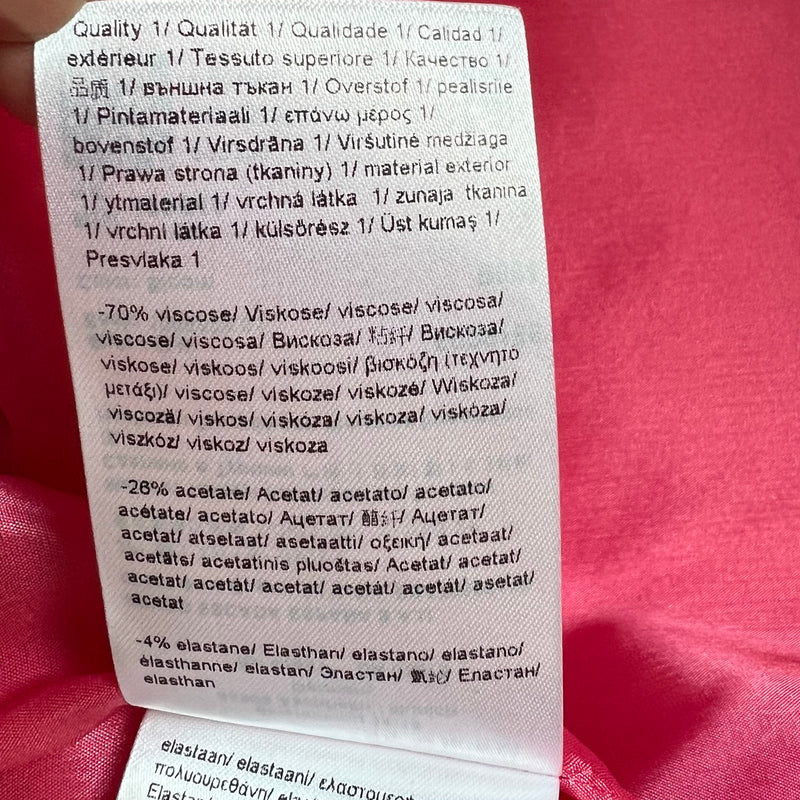 Quality 1/ Qualität 1/ Qualidade 1/ Calidad 1/
extérieur 1/ Tessuto superiore 1/ Качество 1/
品质 1/ външна тъкан 1/ Overstof 1/ pealisriie
1/ Pintamateriaali 1/ επάνω μέρος 1/
bovenstof 1/ Virsdrāna 1/ Viršutinė medžiaga
1/ Prawa strona (tkaniny) 1/ material exterior
1/ ytmaterial 1/ vrchná látka 1/ zunaja tkanina
1/ vrchní látka 1/ külsőrész 1/ Üst kumaş 1/
Presvlaka 1
-70% viscose/ Viskose/ viscose/ viscosa/
viscose/ viscosa/ Вискоза/ 粘纤/ Вискоза/
viskose/ viskoos/ viskoosi/ βισκόζη (τεχνητό
μετάξι)/ viscose/ viskoze/ viskozė/ Wiskoza/
viscoză/ viskos/ viskóza/ viskoza/ viskóza/
viszkóz/ viskoz/ viskoza
-26% acetate/ Acetat/ acetato/ acetato/
acétate/ acetato/ Ацетат/ 醋纤/ Ацетат/
acetat/ atsetaat/ asetaatti/ οξεική/ acetaat/
acetāts/ acetatinis pluoštas/ Acetat/ acetat/
acetat/ acetát/ acetat/ acetát/ acetát/ asetat/
acetat
-4% elastane/ Elasthan/ elastano/ elastano/
élasthanne/ elastan/ Эластан/ 氨纶/ Еластан/
elasthan
elastaan/ elastaani/ ελαστομερ
πολυουρεθάνη/
Elastan